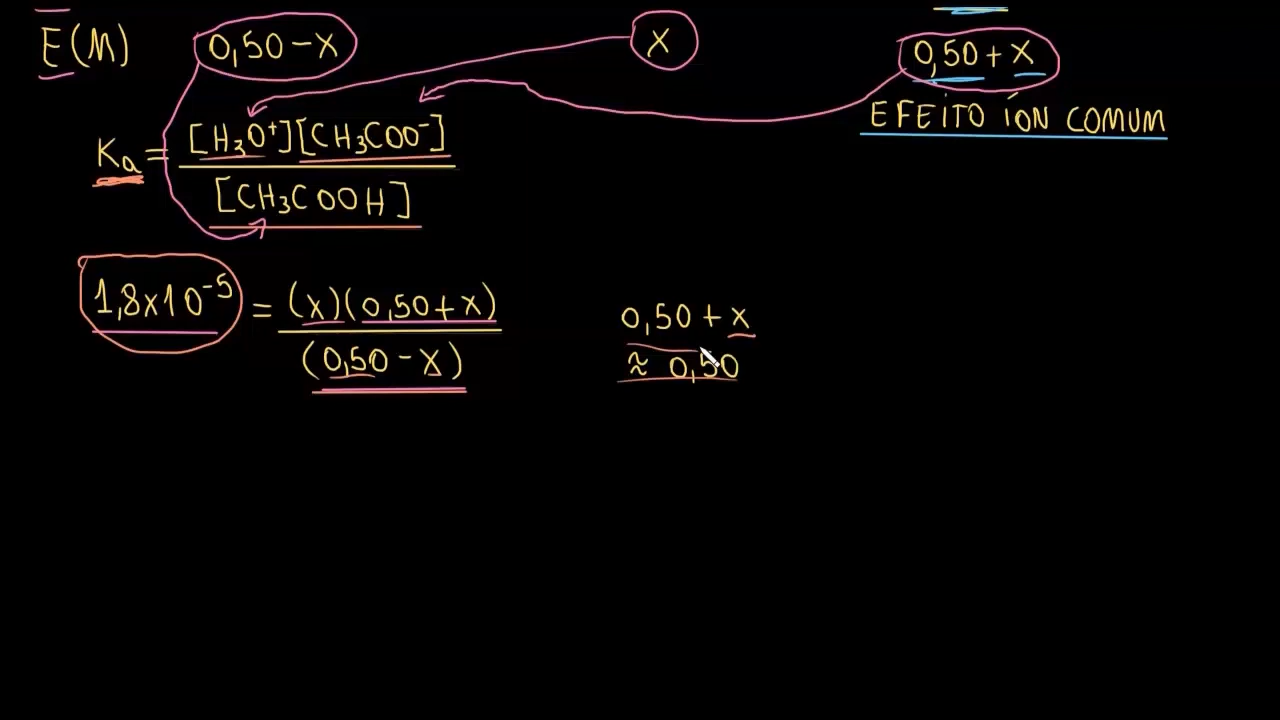 E(M) 0,50-X X 0,50+X
EFEITO ÍON COMUM
Ka = [H₃O⁺][CH₃COO⁻]
[CH₃COOH]
1,8x10⁻⁵ = (x)(0,50+x)
(0,50-x)
0,50+x
≈ 0,50